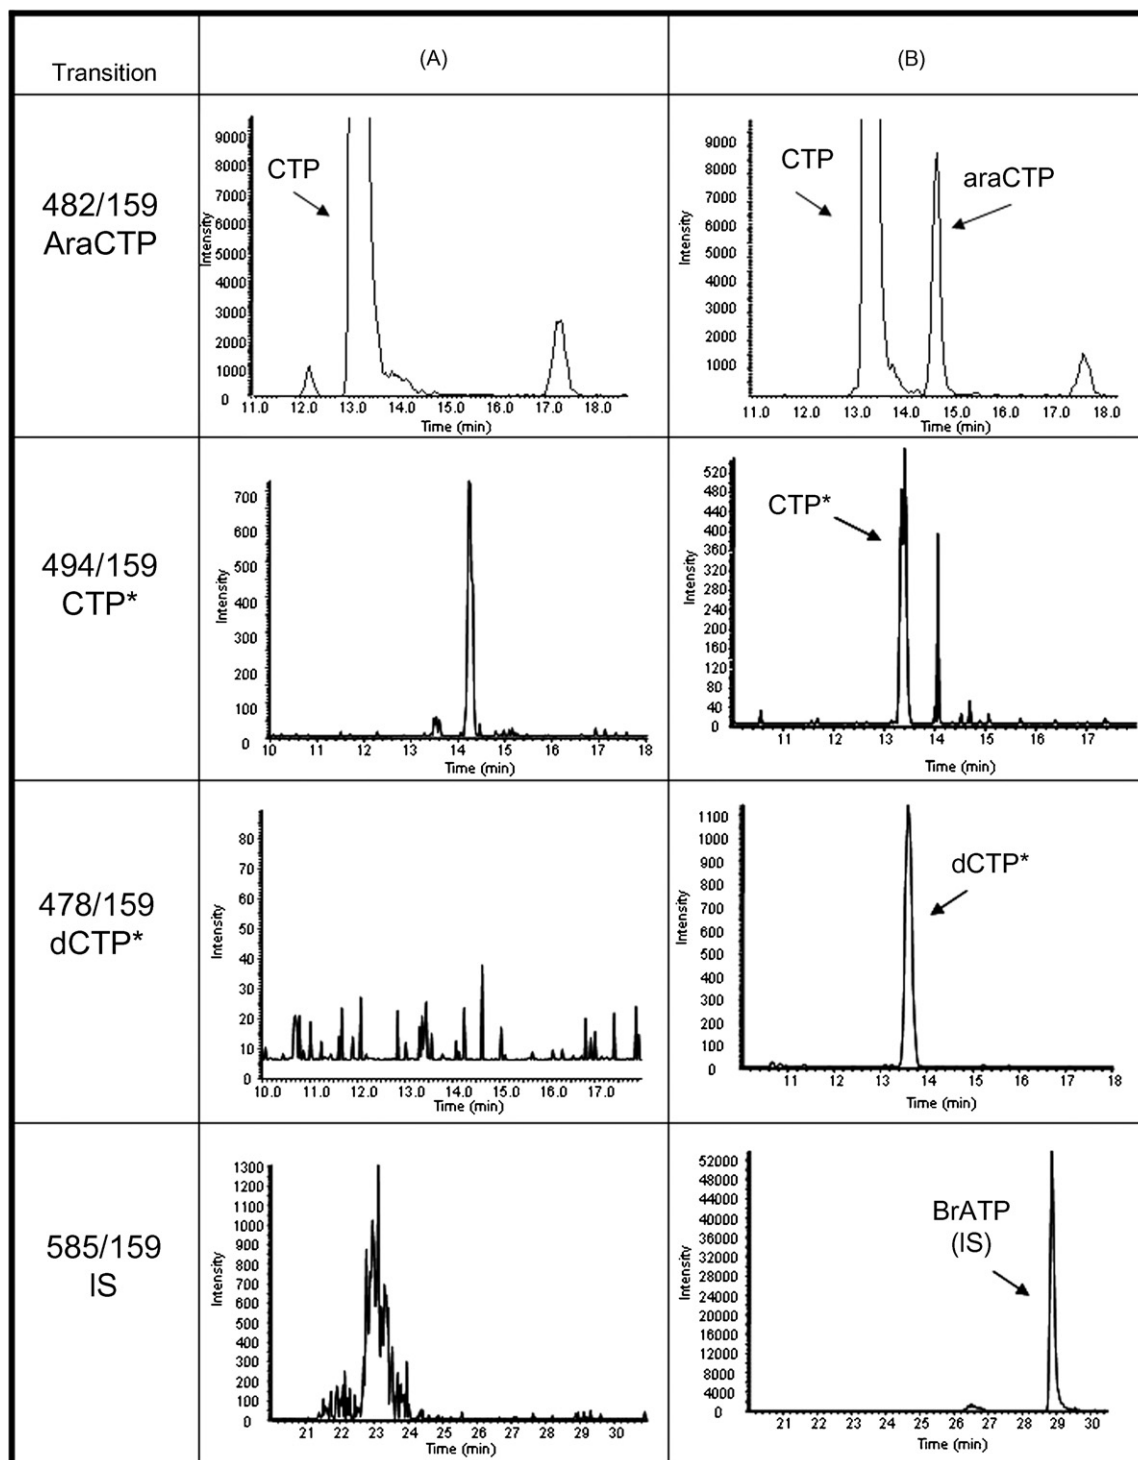 Transition
(A)
(B)
482/159
AraCTP
9000
8000
7000
6000
5000
4000
3000
2000
1000
0
Intensity
CTP
11.0 12.0 13.0 14.0 15.0 16.0 17.0 18.0
Time (min)
9000
8000
7000
6000
5000
4000
3000
2000
1000
Intensity
CTP
araCTP
11.0 12.0 13.0 14.0 15.0 16.0 17.0 18.0
Time (min)
494/159
CTP*
700
600
500
400
300
200
100
0
Intensity
10 11 12 13 14 15 16 17 18
Time (min)
520
480
440
400
360
320
280
240
200
160
120
80
40
0
Intensity
CTP*
11 12 13 14 15 16 17
Time (min)
478/159
dCTP*
80
70
60
50
40
30
20
10
0
Intensity
10.0 11.0 12.0 13.0 14.0 15.0 16.0 17.0
Time (min)
1100
1000
900
800
700
600
500
400
300
200
100
0
Intensity
dCTP*
11 12 13 14 15 16 17 18
Time (min)
585/159
IS
1300
1200
1100
1000
900
800
700
600
500
400
300
200
100
0
Intensity
21 22 23 24 25 26 27 28 29 30
Time (min)
52000
48000
44000
40000
36000
32000
28000
24000
20000
16000
12000
8000
4000
0
Intensity
BrATP
(IS)
21 22 23 24 25 26 27 28 29 30
Time (min)